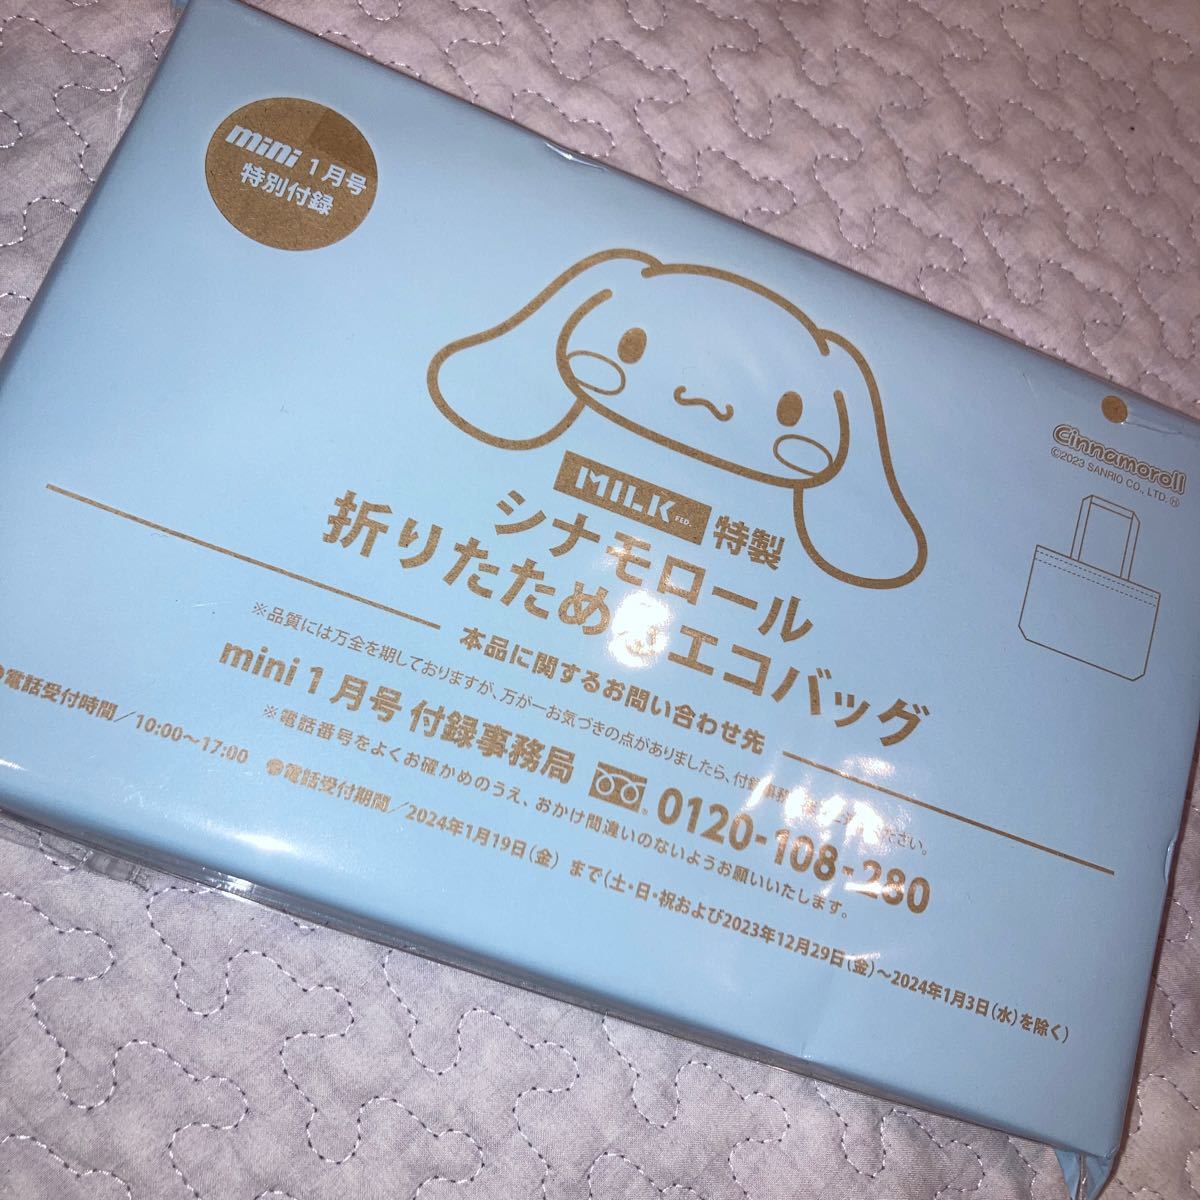 mini 1月号
特別付録
Cinnamoroll
©2023 SANRIO CO., LTD. Ⓡ
MILKFED. 特製
シナモロール
折りたためるエコバッグ
本品に関するお問い合わせ先
※品質には万全を期しておりますが、万が一お気づきの点がありましたら、付録 ださい。
mini 1月号 付録事務局 0120-108-280
※電話番号をよくお確かめのうえ、おかけ間違いのないようお願いいたします。
●電話受付時間／10:00〜17:00 ●電話受付期間／2024年1月19日(金) まで(土・日・祝および2023年12月29日(金)〜2024年1月3日(水)を除く)